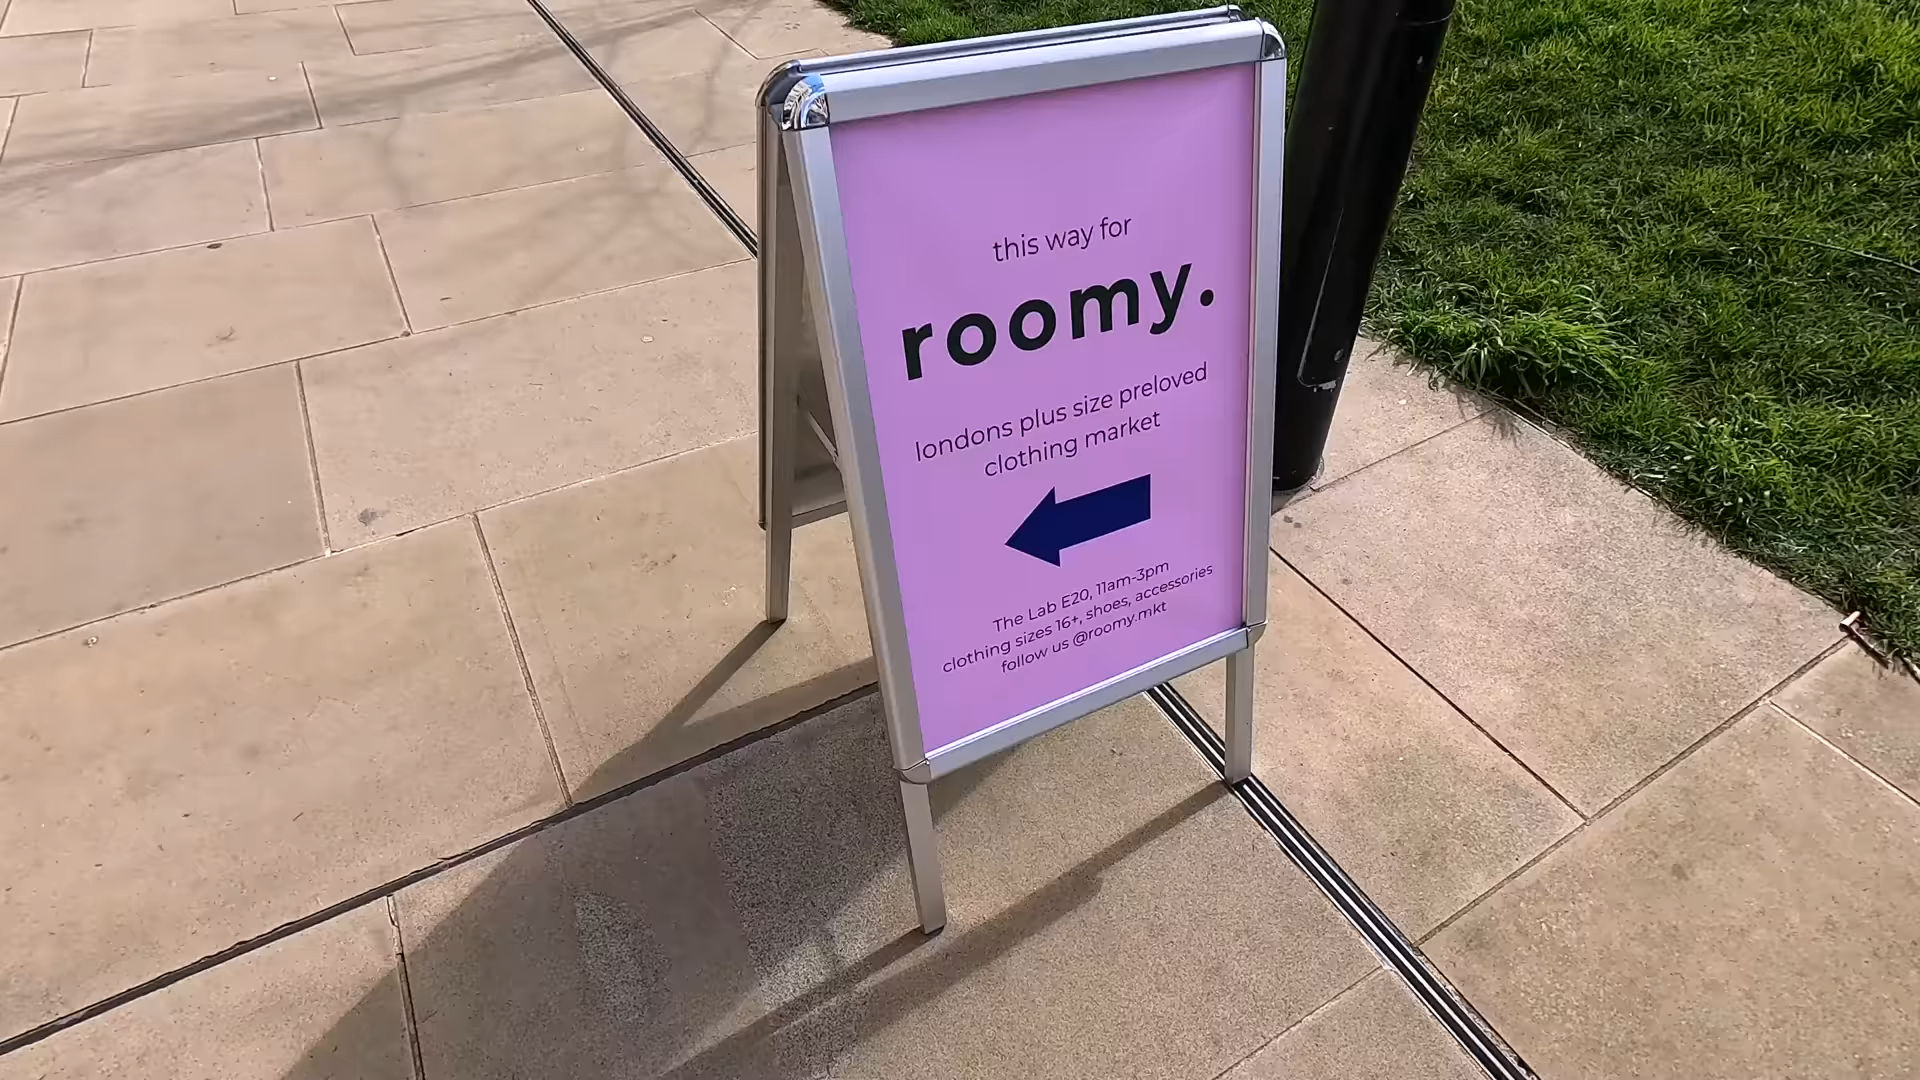 this way for
roomy.
londons plus size preloved
clothing market
The Lab E20, 11am-3pm
clothing sizes 16+, shoes, accessories
follow us @roomy.mkt